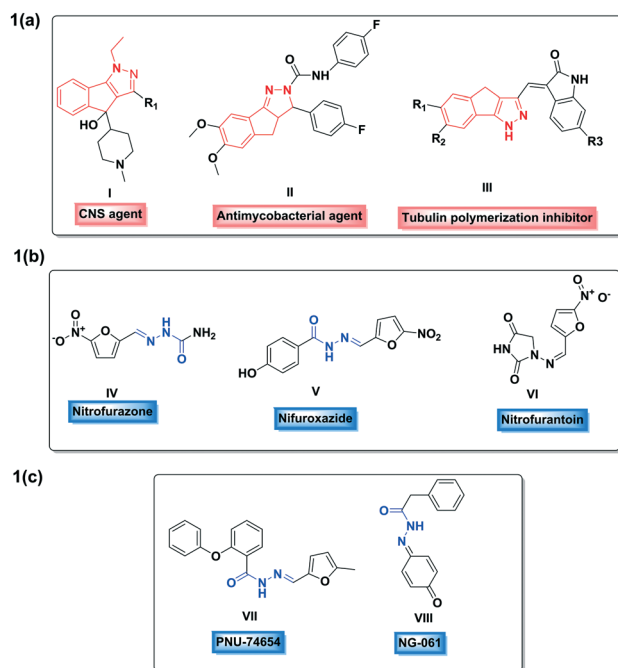 1(a)
N
N
R₁
HO
N
I
CNS agent
O
NH
F
N
N
F
O
O
II
Antimycobacterial agent
O
NH
R₁
R₂
N
N
H
R3
III
Tubulin polymerization inhibitor
1(b)
O
⁻O
N⁺
O
N
H
N
NH₂
O
IV
Nitrofurazone
O
N
N
H
O
NO₂
HO
V
Nifuroxazide
O
N⁺
O⁻
O
O
HN
N
N
O
VI
Nitrofurantoin
1(c)
O
O
N
NH
O
VII
PNU-74654
O
NH
N
O
VIII
NG-061